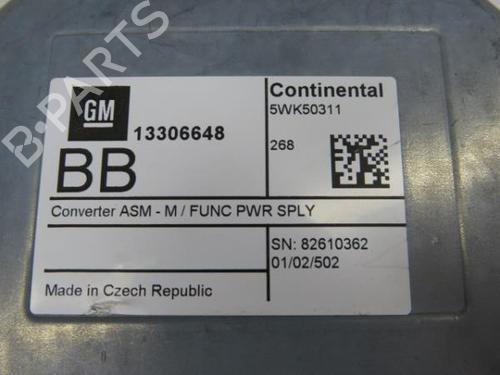 GM
13306648
BB
Converter ASM - M / FUNC PWR SPLY
Made in Czech Republic
Continental
5WK50311
268
SN: 82610362
01/02/502
B-PARTS